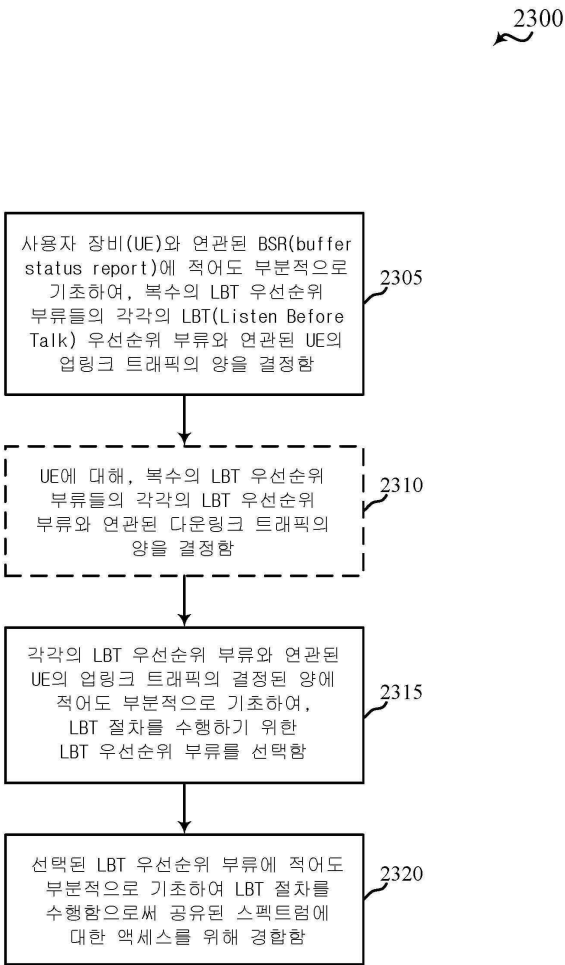 2300
사용자 장비(UE)와 연관된 BSR(buffer
status report)에 적어도 부분적으로
기초하여, 복수의 LBT 우선순위
부류들의 각각의 LBT(Listen Before
Talk) 우선순위 부류와 연관된 UE의
업링크 트래픽의 양을 결정함
2305
UE에 대해, 복수의 LBT 우선순위
부류들의 각각의 LBT 우선순위
부류와 연관된 다운링크 트래픽의
양을 결정함
2310
각각의 LBT 우선순위 부류와 연관된
UE의 업링크 트래픽의 결정된 양에
적어도 부분적으로 기초하여,
LBT 절차를 수행하기 위한
LBT 우선순위 부류를 선택함
2315
선택된 LBT 우선순위 부류에 적어도
부분적으로 기초하여 LBT 절차를
수행함으로써 공유된 스펙트럼에
대한 액세스를 위해 경합함
2320